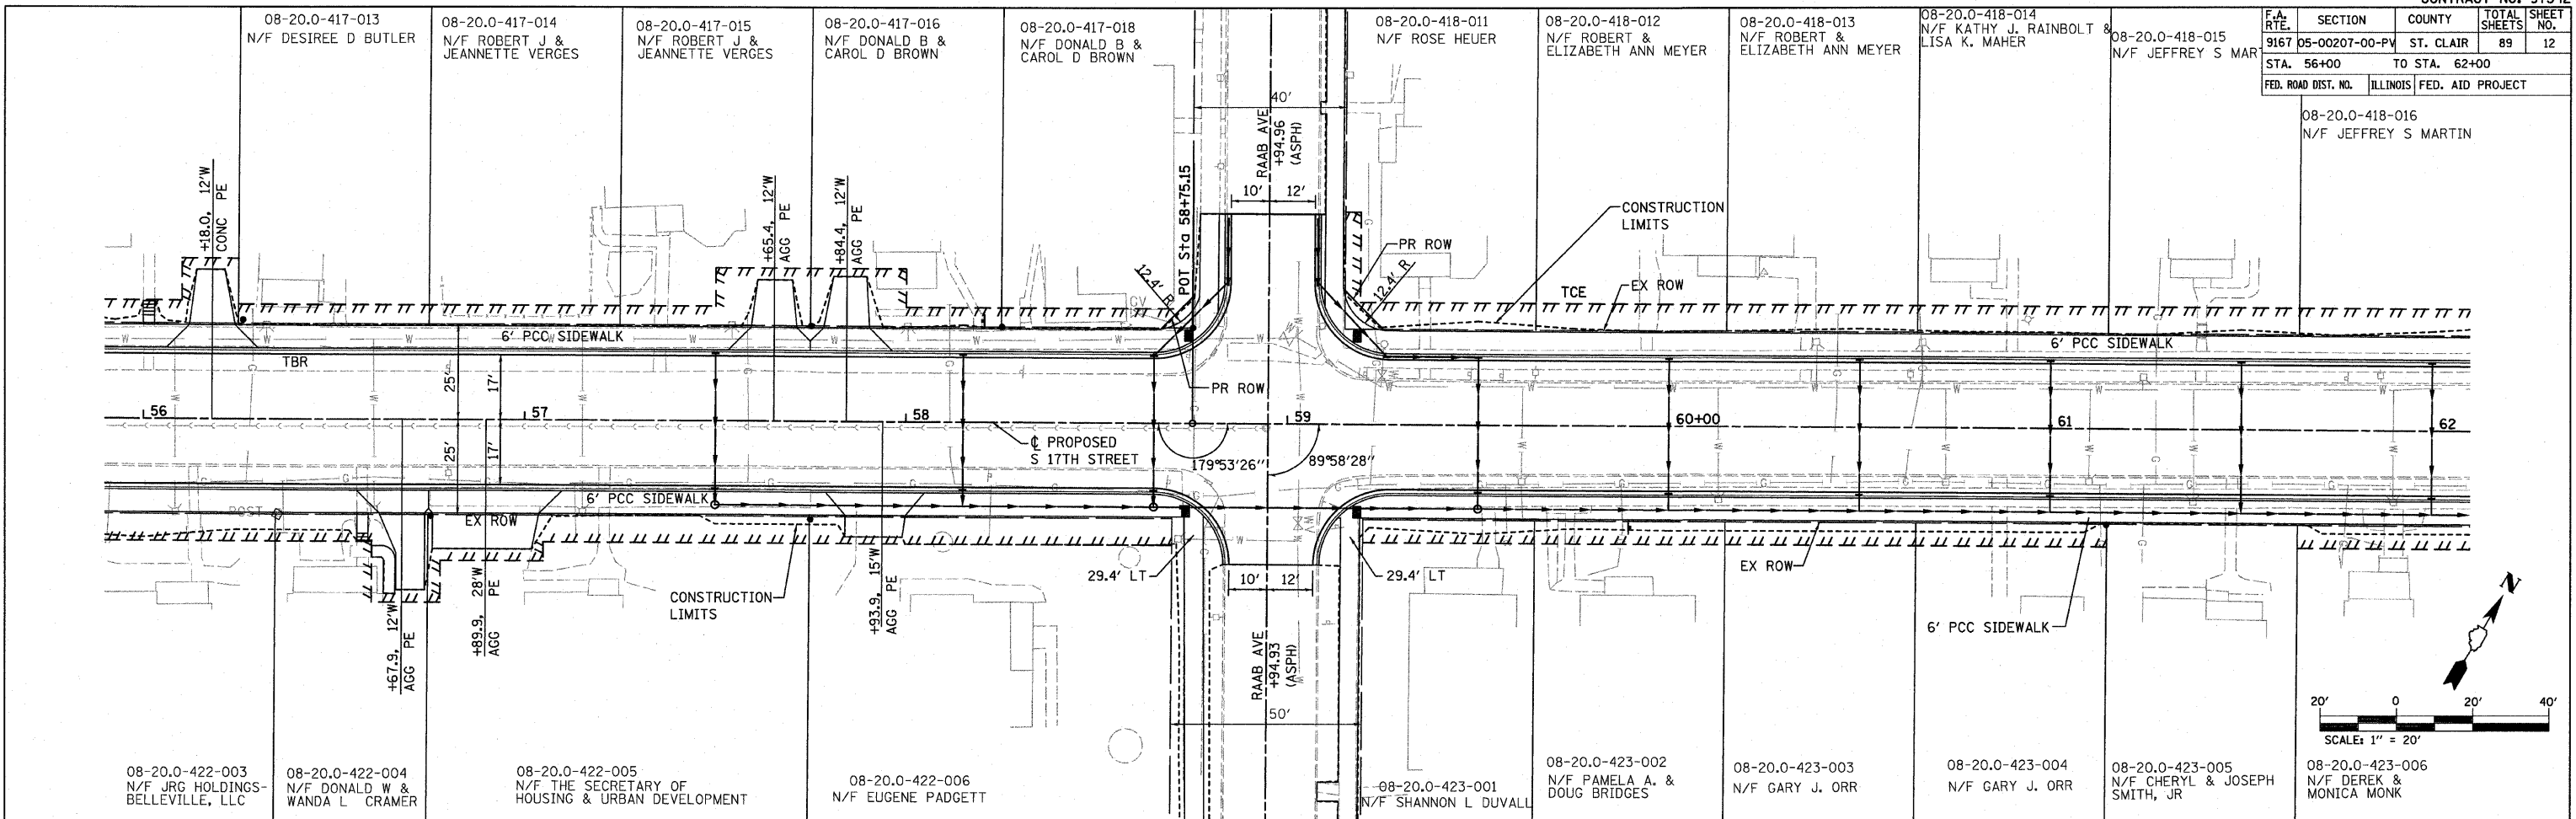 08-20.0-417-013
N/F DESIREE D BUTLER
08-20.0-417-014
N/F ROBERT J &
JEANNETTE VERGES
08-20.0-417-015
N/F ROBERT J &
JEANNETTE VERGES
08-20.0-417-016
N/F DONALD B &
CAROL D BROWN
08-20.0-417-018
N/F DONALD B &
CAROL D BROWN
08-20.0-418-011
N/F ROSE HEUER
08-20.0-418-012
N/F ROBERT &
ELIZABETH ANN MEYER
08-20.0-418-013
N/F ROBERT &
ELIZABETH ANN MEYER
08-20.0-418-014
N/F KATHY J. RAINBOLT &
LISA K. MAHER
08-20.0-418-015
N/F JEFFREY S MAR
F.A. RTE. SECTION COUNTY TOTAL SHEETS SHEET NO.
9167 05-00207-00-PV ST. CLAIR 89 12
STA. 56+00 TO STA. 62+00
FED. ROAD DIST. NO. ILLINOIS FED. AID PROJECT
08-20.0-418-016
N/F JEFFREY S MARTIN
40'
RAAB AVE
+94.96
(ASPH)
10' 12'
POT Sta 58+75.15
+18.0, 12'W
CONC PE
+65.4, 12'W
AGG PE
+84.4, 12'W
AGG PE
12.4' R
12.4' R
PR ROW
CONSTRUCTION
LIMITS
TCE
EX ROW
GV
6' PCC SIDEWALK
6' PCC SIDEWALK
TBR
25' 17'
PR ROW
56
57
58
59
60+00
61
62
25' 17'
℄ PROPOSED
S 17TH STREET
179°53'26"
89°58'28"
6' PCC SIDEWALK
POST
EX ROW
EX ROW
29.4' LT
29.4' LT
10' 12'
CONSTRUCTION
LIMITS
+67.9, 12'W
AGG PE
+89.9, 28'W
AGG PE
+93.9, 15'W
AGG PE
RAAB AVE
+94.93
(ASPH)
50'
6' PCC SIDEWALK
N
20' 0 20' 40'
SCALE: 1" = 20'
08-20.0-422-003
N/F JRG HOLDINGS-
BELLEVILLE, LLC
08-20.0-422-004
N/F DONALD W &
WANDA L CRAMER
08-20.0-422-005
N/F THE SECRETARY OF
HOUSING & URBAN DEVELOPMENT
08-20.0-422-006
N/F EUGENE PADGETT
08-20.0-423-001
N/F SHANNON L DUVALL
08-20.0-423-002
N/F PAMELA A. &
DOUG BRIDGES
08-20.0-423-003
N/F GARY J. ORR
08-20.0-423-004
N/F GARY J. ORR
08-20.0-423-005
N/F CHERYL & JOSEPH
SMITH, JR
08-20.0-423-006
N/F DEREK &
MONICA MONK